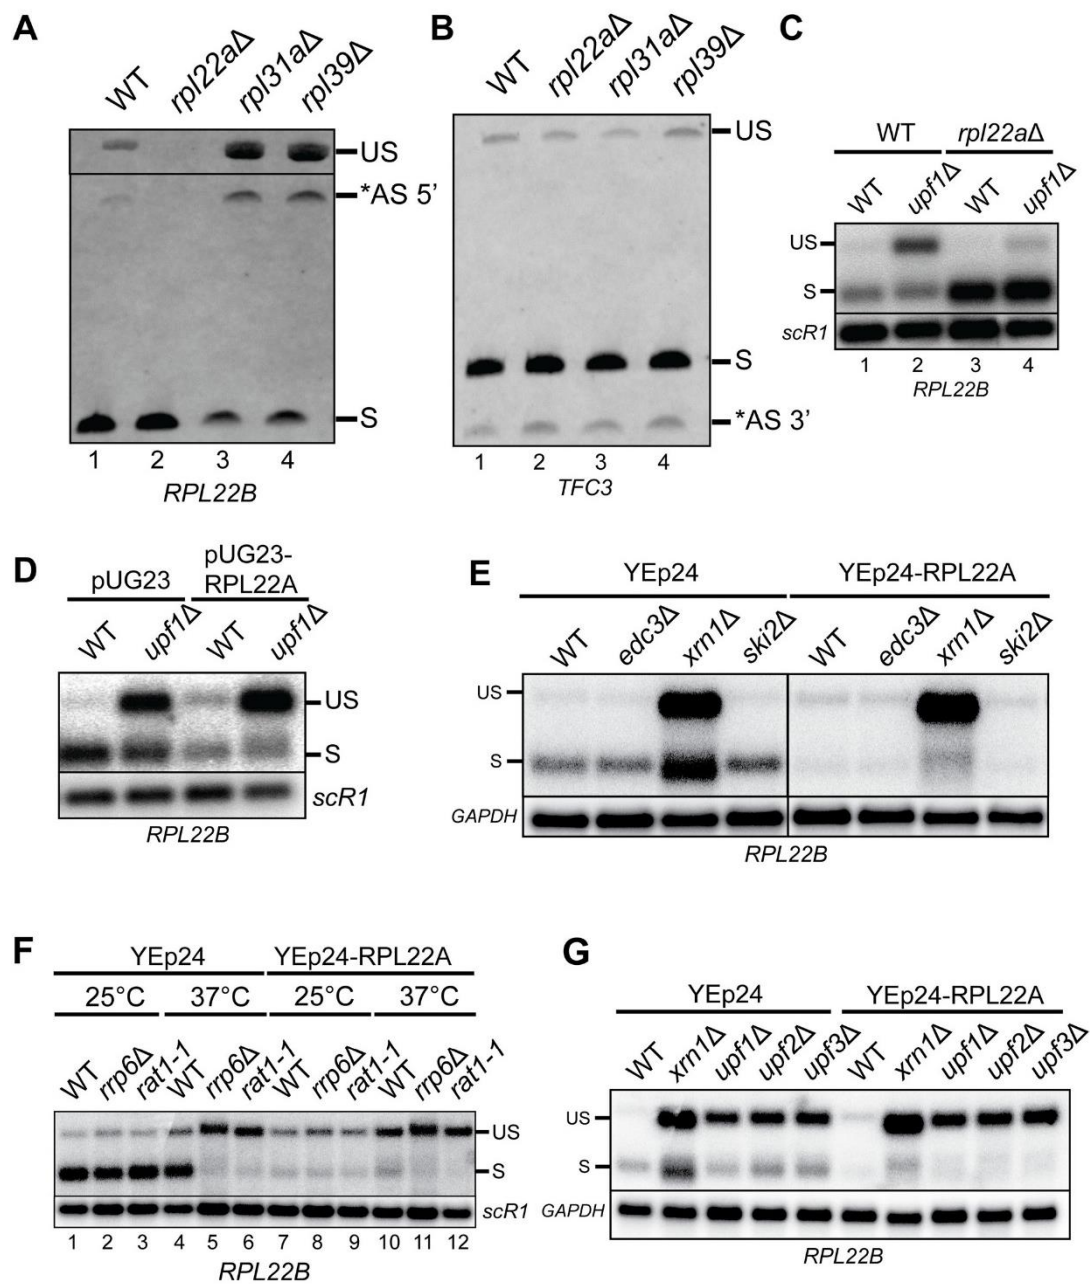 A
WT rpl22aΔ rpl31aΔ rpl39Δ
US
*AS 5'
S
1 2 3 4
RPL22B
B
WT rpl22aΔ rpl31aΔ rpl39Δ
US
S
*AS 3'
1 2 3 4
TFC3
C
WT rpl22aΔ
WT upf1Δ WT upf1Δ
US
S
scR1
1 2 3 4
RPL22B
D
pUG23 pUG23-
RPL22A
WT upf1Δ WT upf1Δ
US
S
scR1
RPL22B
E
YEp24 YEp24-RPL22A
WT edc3Δ xrn1Δ ski2Δ WT edc3Δ xrn1Δ ski2Δ
US
S
GAPDH
RPL22B
F
YEp24 YEp24-RPL22A
25°C 37°C 25°C 37°C
WT rrp6Δ rat1-1 WT rrp6Δ rat1-1 WT rrp6Δ rat1-1 WT rrp6Δ rat1-1
US
S
scR1
1 2 3 4 5 6 7 8 9 10 11 12
RPL22B
G
YEp24 YEp24-RPL22A
WT xrn1Δ upf1Δ upf2Δ upf3Δ WT xrn1Δ upf1Δ upf2Δ upf3Δ
US
S
GAPDH
RPL22B